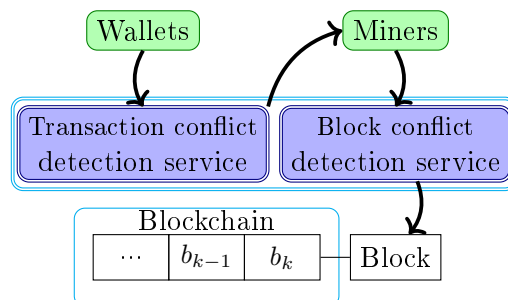 Wallets
Miners
Transaction conflict
detection service
Block conflict
detection service
Blockchain
... b_{k-1} b_k
Block